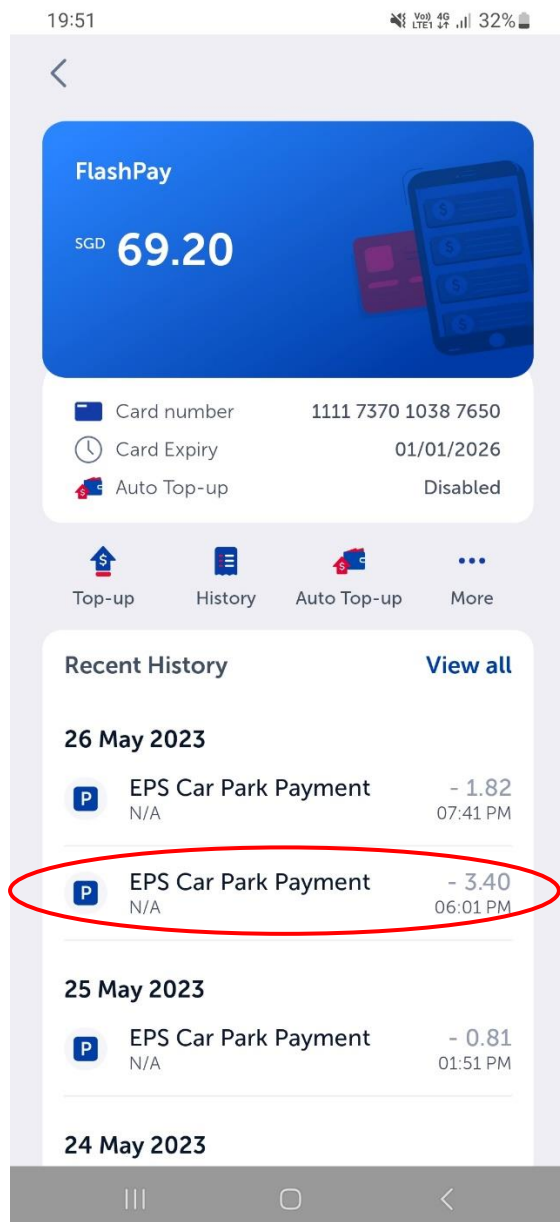 19:51 Vo)) LTE1 4G 32%
FlashPay
SGD 69.20
Card number 1111 7370 1038 7650
Card Expiry 01/01/2026
Auto Top-up Disabled
Top-up History Auto Top-up More
Recent History View all
26 May 2023
EPS Car Park Payment - 1.82
N/A 07:41 PM
EPS Car Park Payment - 3.40
N/A 06:01 PM
25 May 2023
EPS Car Park Payment - 0.81
N/A 01:51 PM
24 May 2023